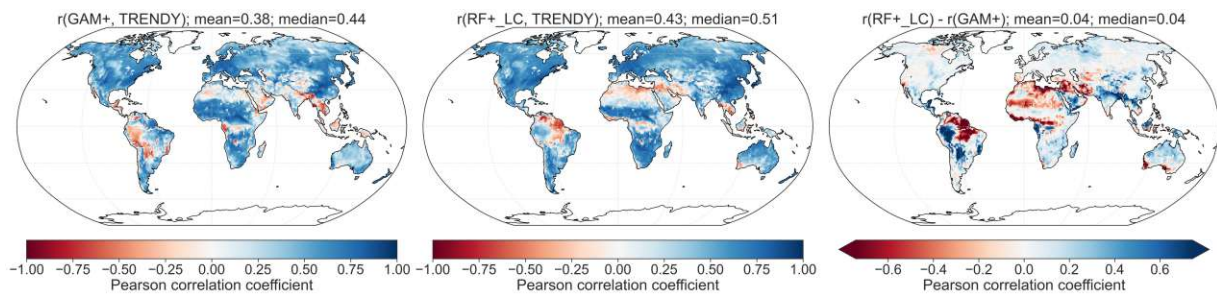 r(GAM+, TRENDY); mean=0.38; median=0.44
r(RF+_LC, TRENDY); mean=0.43; median=0.51
r(RF+_LC) - r(GAM+); mean=0.04; median=0.04
−1.00 −0.75 −0.50 −0.25 0.00 0.25 0.50 0.75 1.00
Pearson correlation coefficient
−1.00 −0.75 −0.50 −0.25 0.00 0.25 0.50 0.75 1.00
Pearson correlation coefficient
−0.6 −0.4 −0.2 0.0 0.2 0.4 0.6
Pearson correlation coefficient